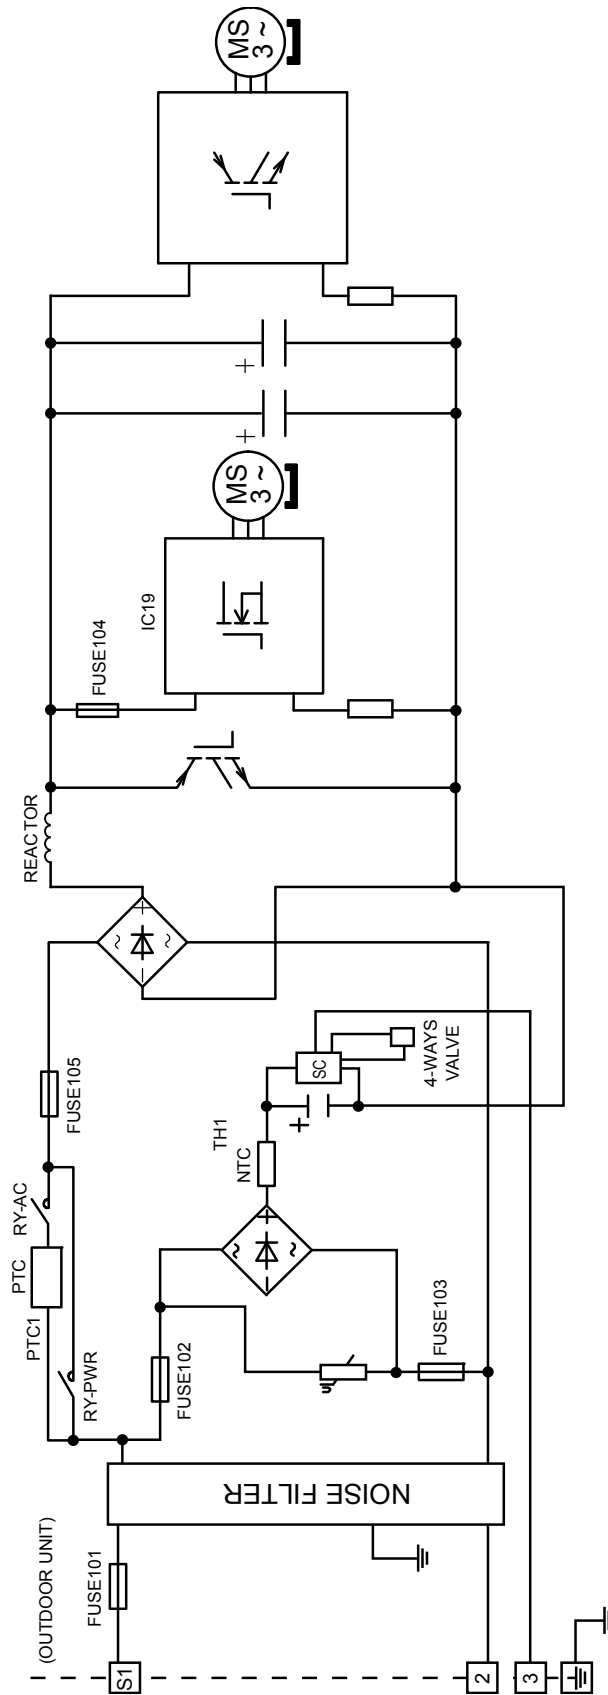 (OUTDOOR UNIT)
S1
2
3
FUSE101
NOISE FILTER
RY-PWR
PTC1
PTC
RY-AC
FUSE105
FUSE102
FUSE103
~
+
~
-
TH1
NTC
+
SC
4-WAYS
VALVE
~
+
~
-
REACTOR
FUSE104
IC19
MS
3 ~
+
+
MS
3 ~